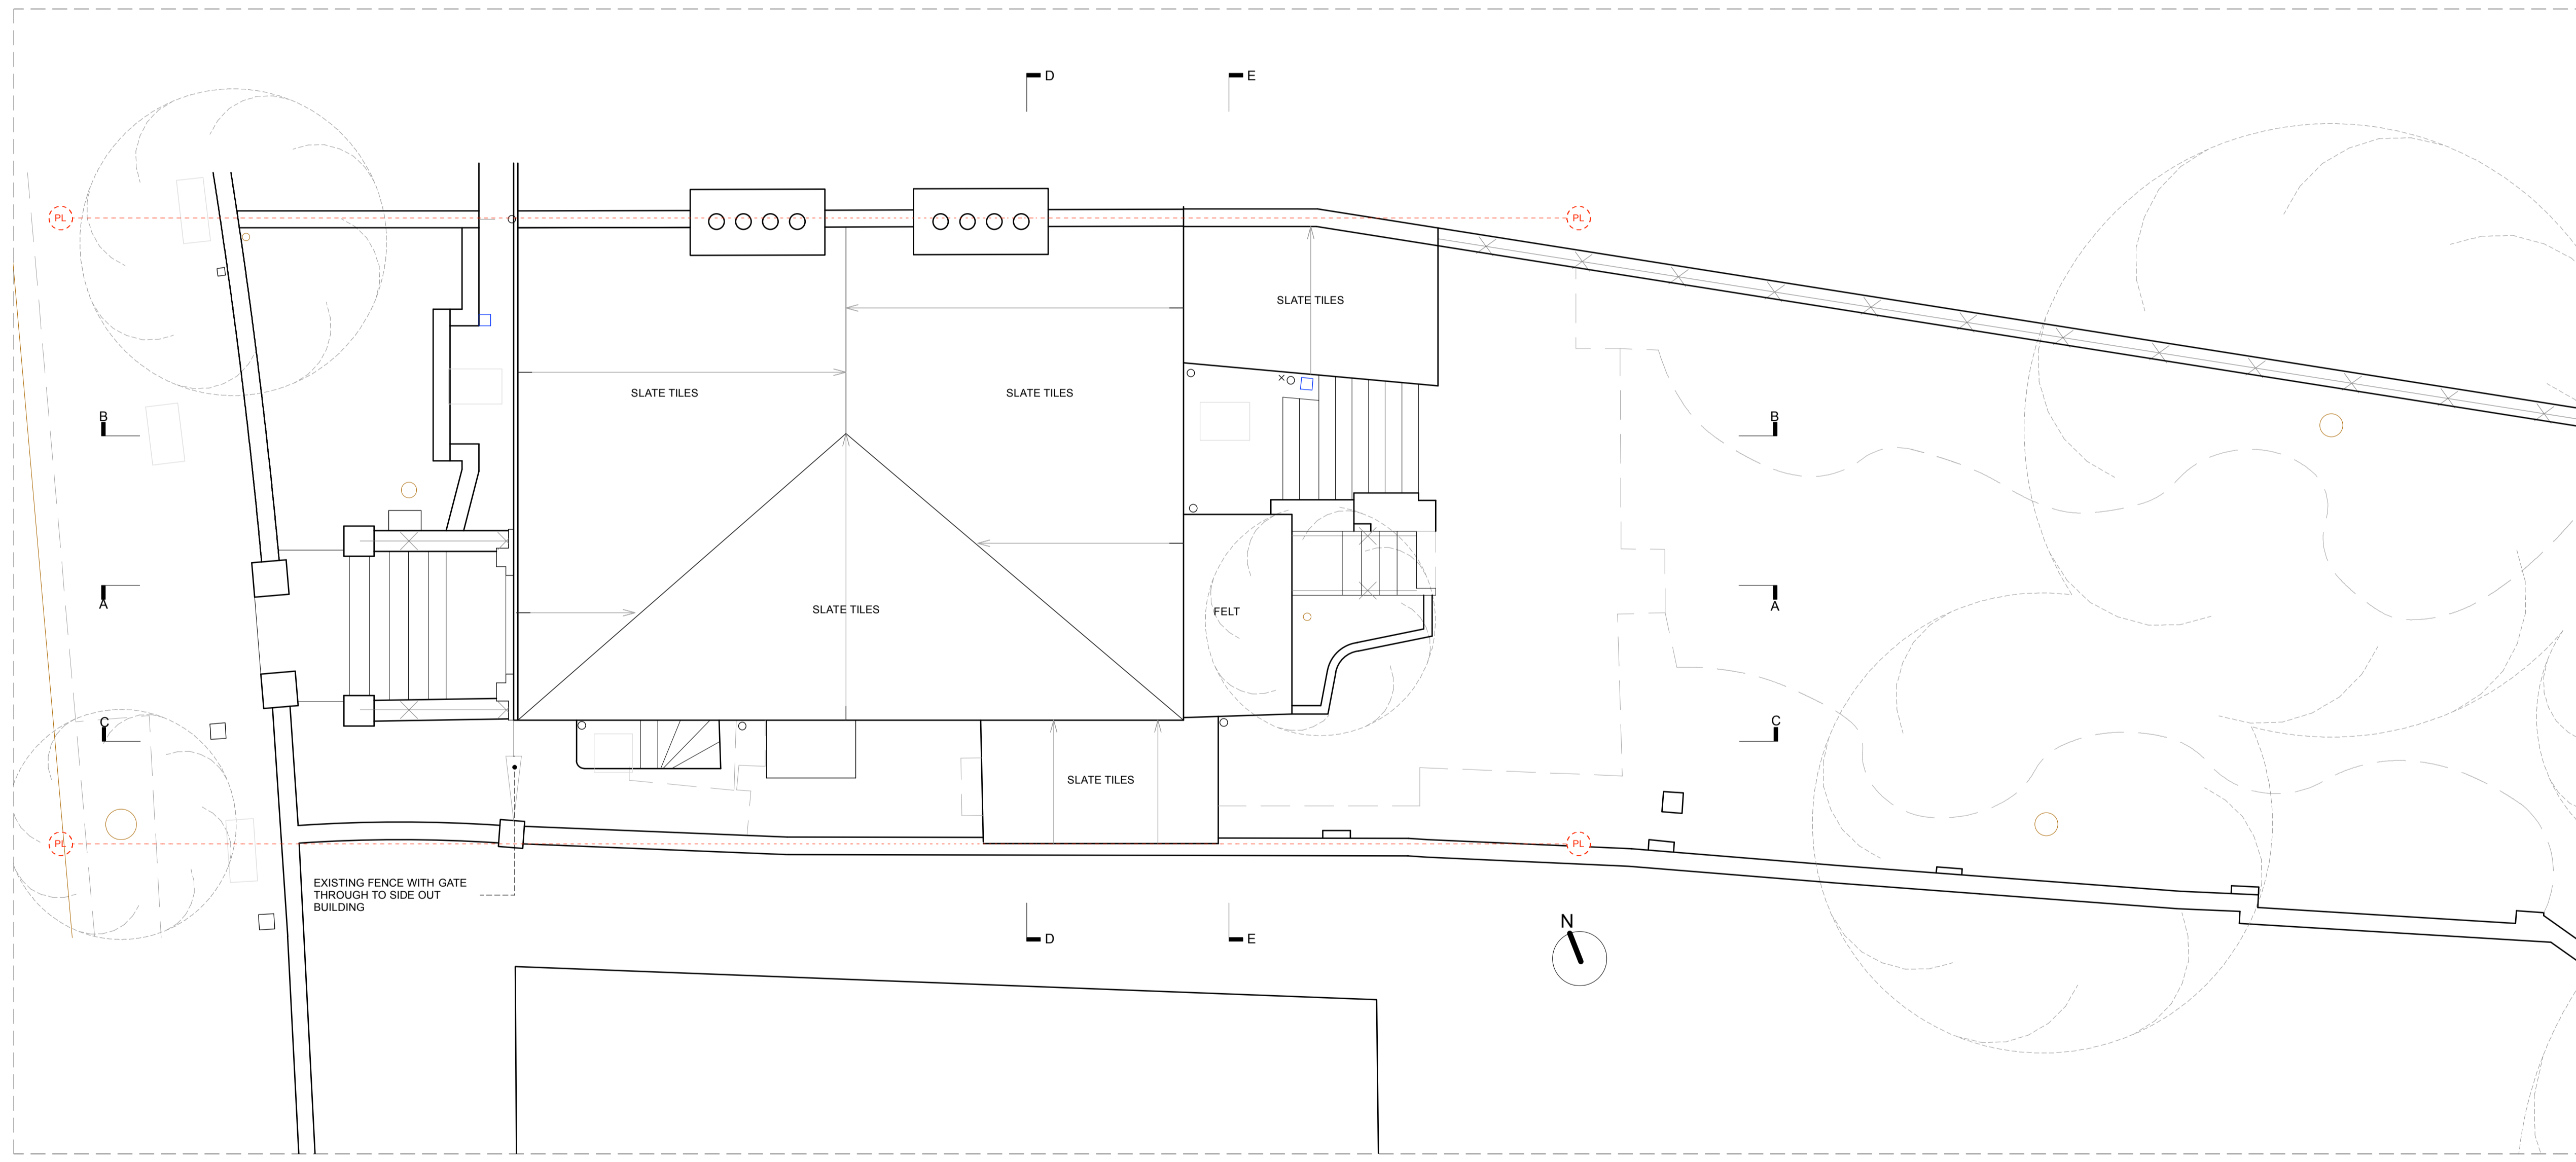 D
E
PL
PL
SLATE TILES
SLATE TILES
SLATE TILES
B
B
A
A
SLATE TILES
FELT
C
C
SLATE TILES
PL
PL
EXISTING FENCE WITH GATE
THROUGH TO SIDE OUT
BUILDING
N
D
E